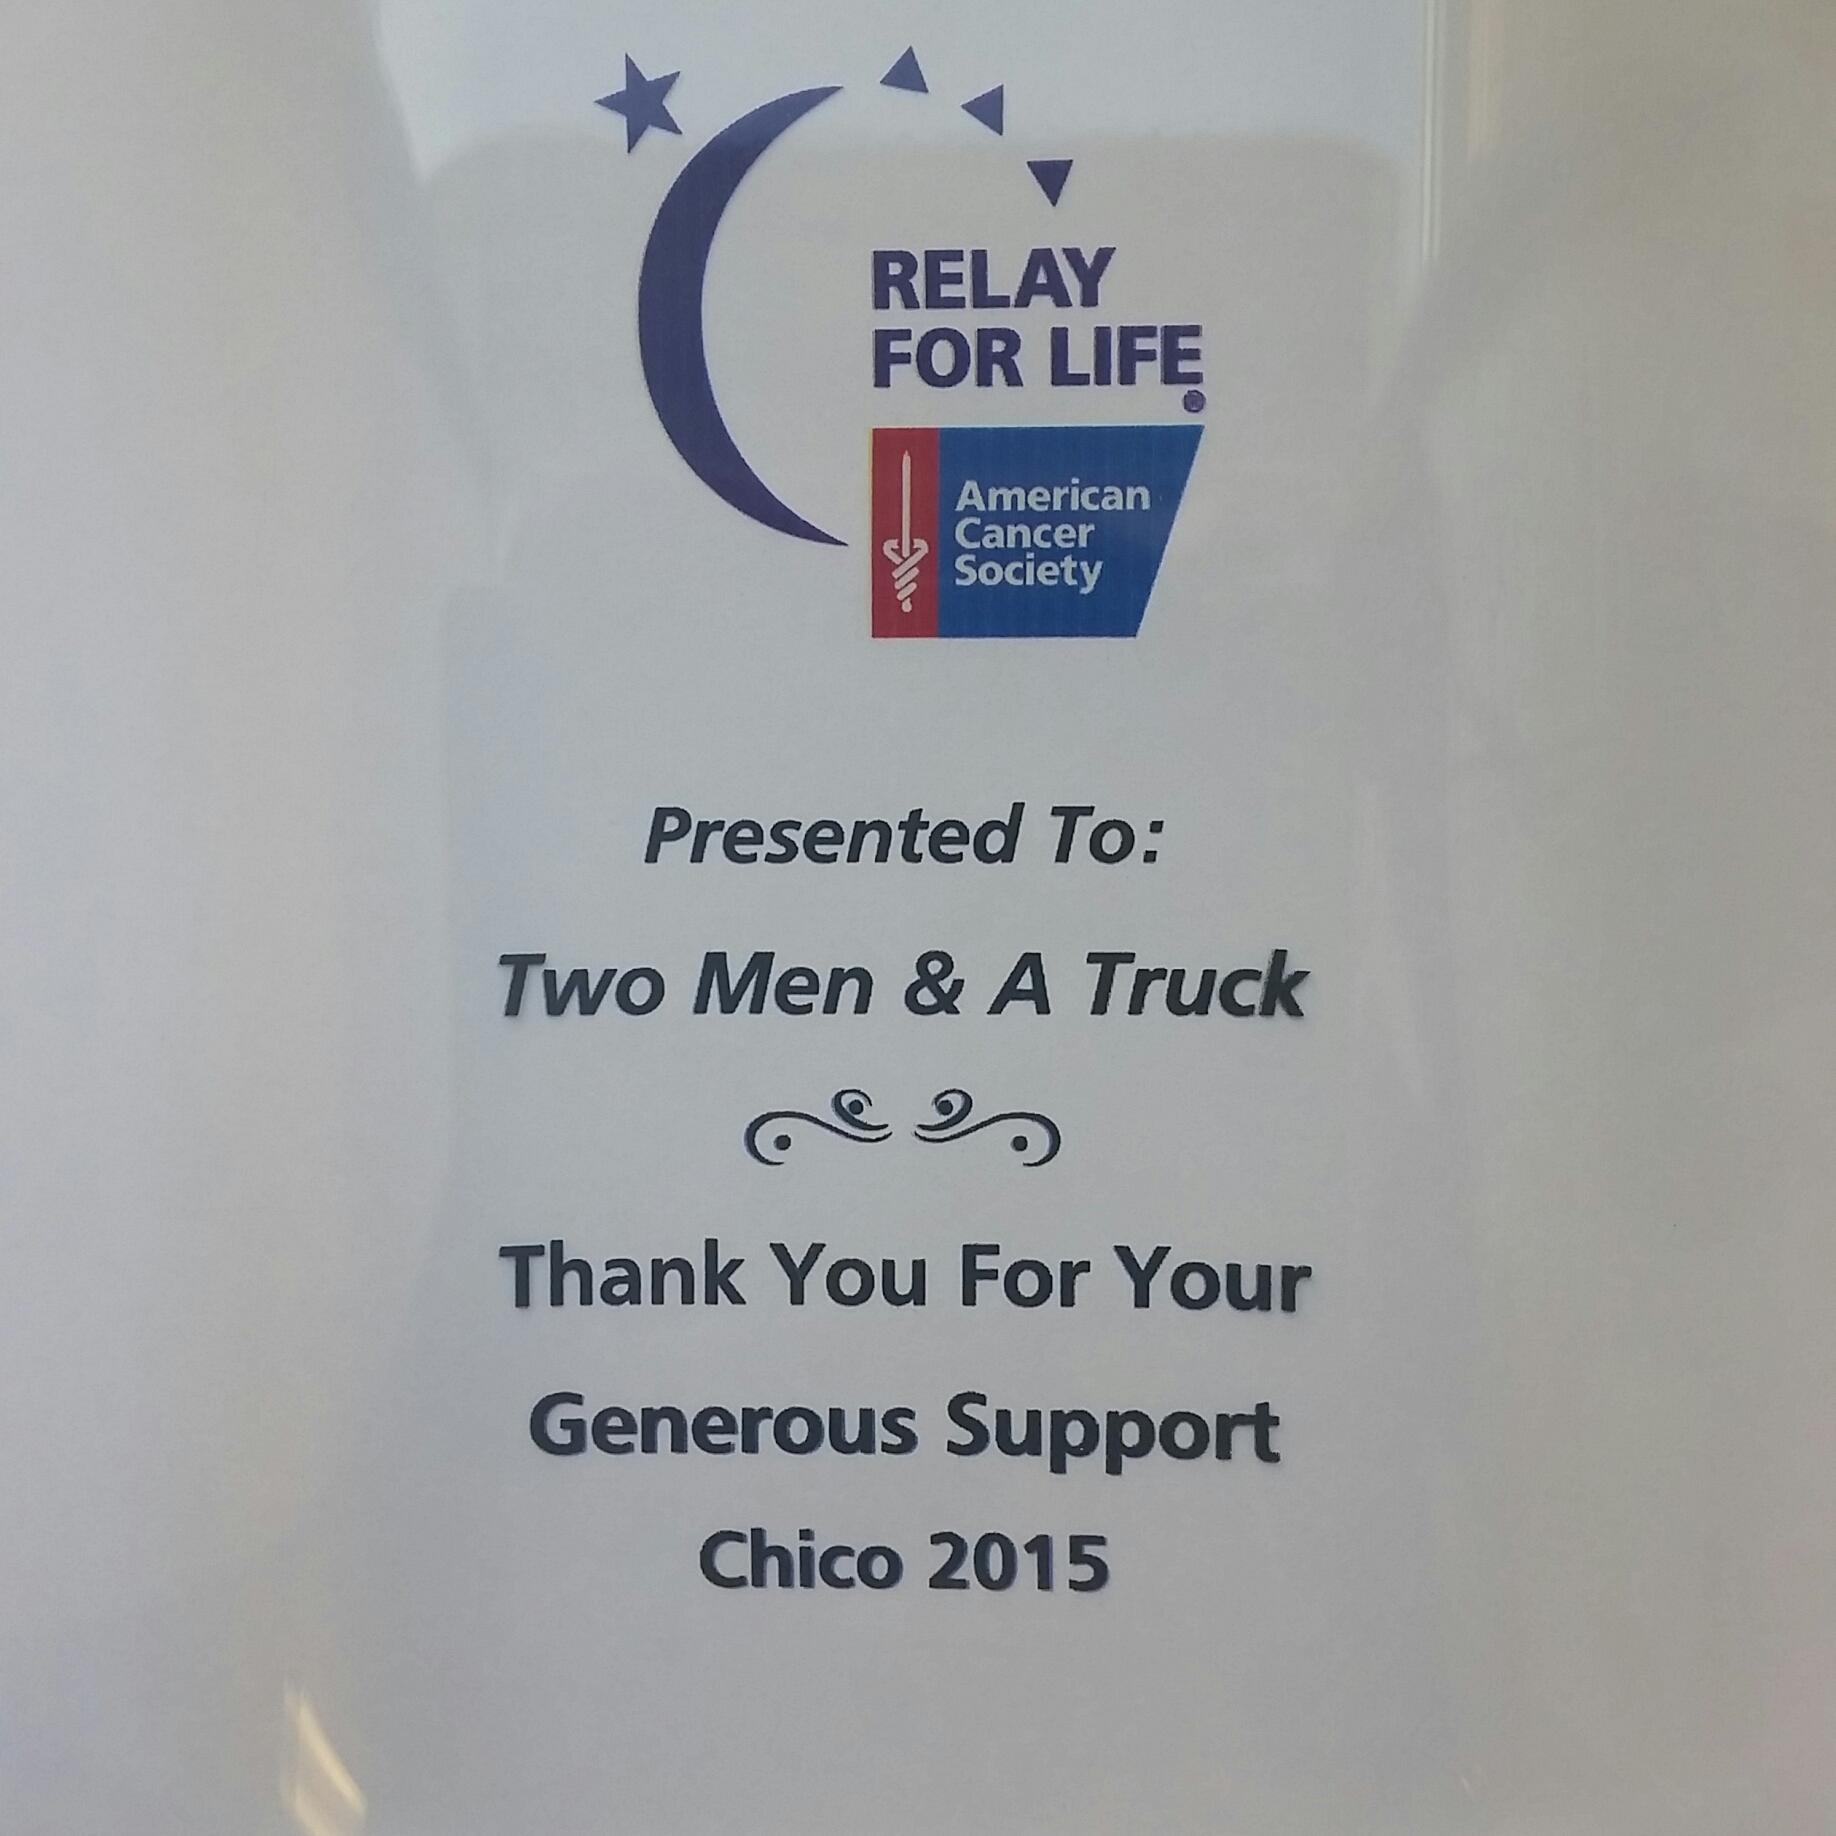 RELAY
FOR LIFE®
American
Cancer
Society
Presented To:
Two Men & A Truck
Thank You For Your
Generous Support
Chico 2015